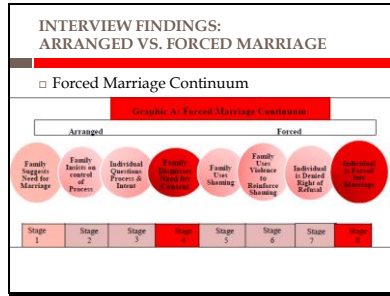 INTERVIEW FINDINGS:
ARRANGED VS. FORCED MARRIAGE
□ Forced Marriage Continuum
Graphic A: Forced Marriage Continuum
Arranged
Forced
Family
Suggests
Need for
Marriage
Family
Insists on
control
of
Process
Individual
Questions
Process &
Intent
Family
Dismisses
Need for
Consent
Family
Uses
Shaming
Family
Uses
Violence
to
Reinforce
Shaming
Individual
is Denied
Right of
Refusal
Individual
is Forced
into
Marriage
Stage
1
Stage
2
Stage
3
Stage
4
Stage
5
Stage
6
Stage
7
Stage
8